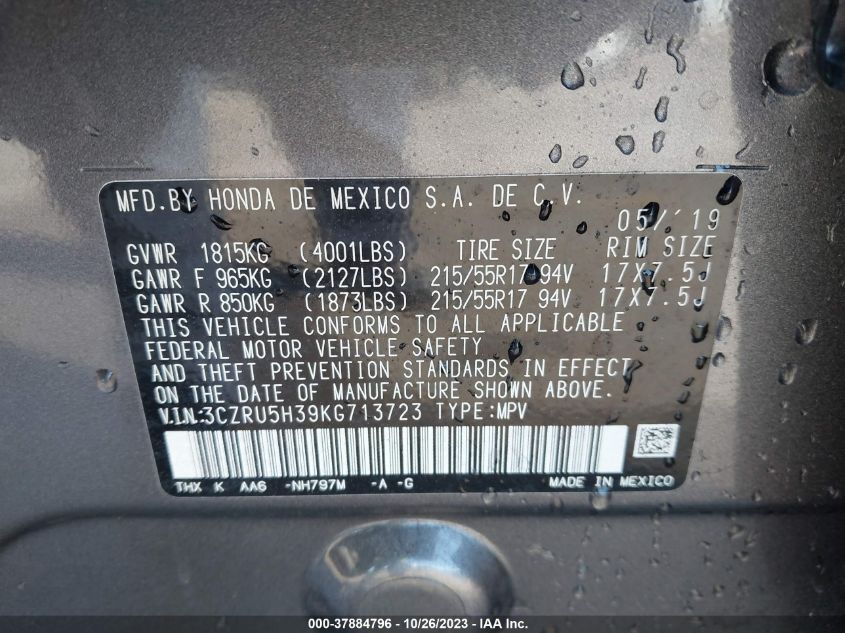 MFD.BY HONDA DE MEXICO S.A. DE C.V.
05/'19
GVWR 1815KG (4001LBS) TIRE SIZE RIM SIZE
GAWR F 965KG (2127LBS) 215/55R17 94V 17X7.5J
GAWR R 850KG (1873LBS) 215/55R17 94V 17X7.5J
THIS VEHICLE CONFORMS TO ALL APPLICABLE
FEDERAL MOTOR VEHICLE SAFETY
AND THEFT PREVENTION STANDARDS IN EFFECT
ON THE DATE OF MANUFACTURE SHOWN ABOVE.
V.I.N:3CZRU5H39KG713723 TYPE:MPV
THX K AA6 -NH797M -A -G MADE IN MEXICO
000-37884796 - 10/26/2023 - IAAI.com